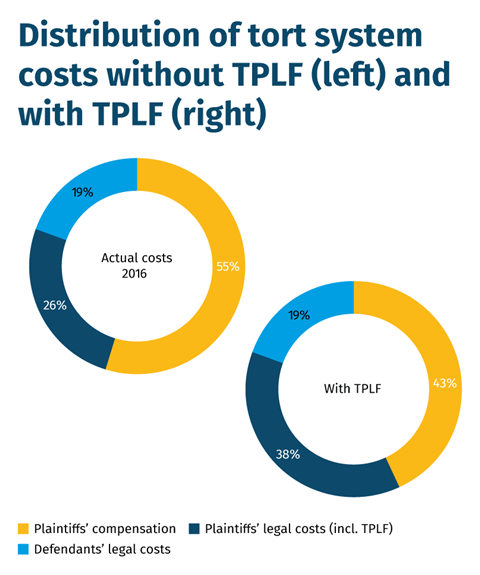 Distribution of tort system
costs without TPLF (left) and
with TPLF (right)
19%
Actual costs
2016
55%
26%
19%
With TPLF
43%
38%
Plaintiffs’ compensation
Plaintiffs’ legal costs (incl. TPLF)
Defendants’ legal costs